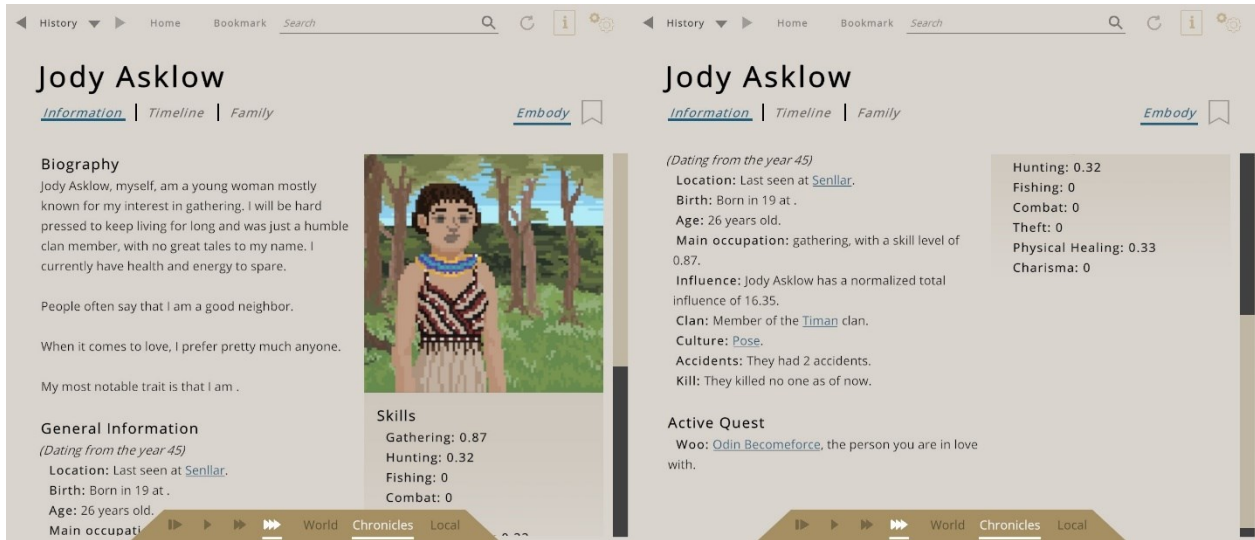 History Home Bookmark Search i
Jody Asklow
Information Timeline Family Embody
Biography
Jody Asklow, myself, am a young woman mostly
known for my interest in gathering. I will be hard
pressed to keep living for long and was just a humble
clan member, with no great tales to my name. I
currently have health and energy to spare.
People often say that I am a good neighbor.
When it comes to love, I prefer pretty much anyone.
My most notable trait is that I am .
General Information
(Dating from the year 45)
Location: Last seen at Senllar.
Birth: Born in 19 at .
Age: 26 years old.
Main occupati
Skills
Gathering: 0.87
Hunting: 0.32
Fishing: 0
Combat: 0
World Chronicles Local
History Home Bookmark Search i
Jody Asklow
Information Timeline Family Embody
(Dating from the year 45)
Location: Last seen at Senllar.
Birth: Born in 19 at .
Age: 26 years old.
Main occupation: gathering, with a skill level of
0.87.
Influence: Jody Asklow has a normalized total
influence of 16.35.
Clan: Member of the Timan clan.
Culture: Pose.
Accidents: They had 2 accidents.
Kill: They killed no one as of now.
Active Quest
Woo: Odin Becomeforce, the person you are in love
with.
Hunting: 0.32
Fishing: 0
Combat: 0
Theft: 0
Physical Healing: 0.33
Charisma: 0
World Chronicles Local